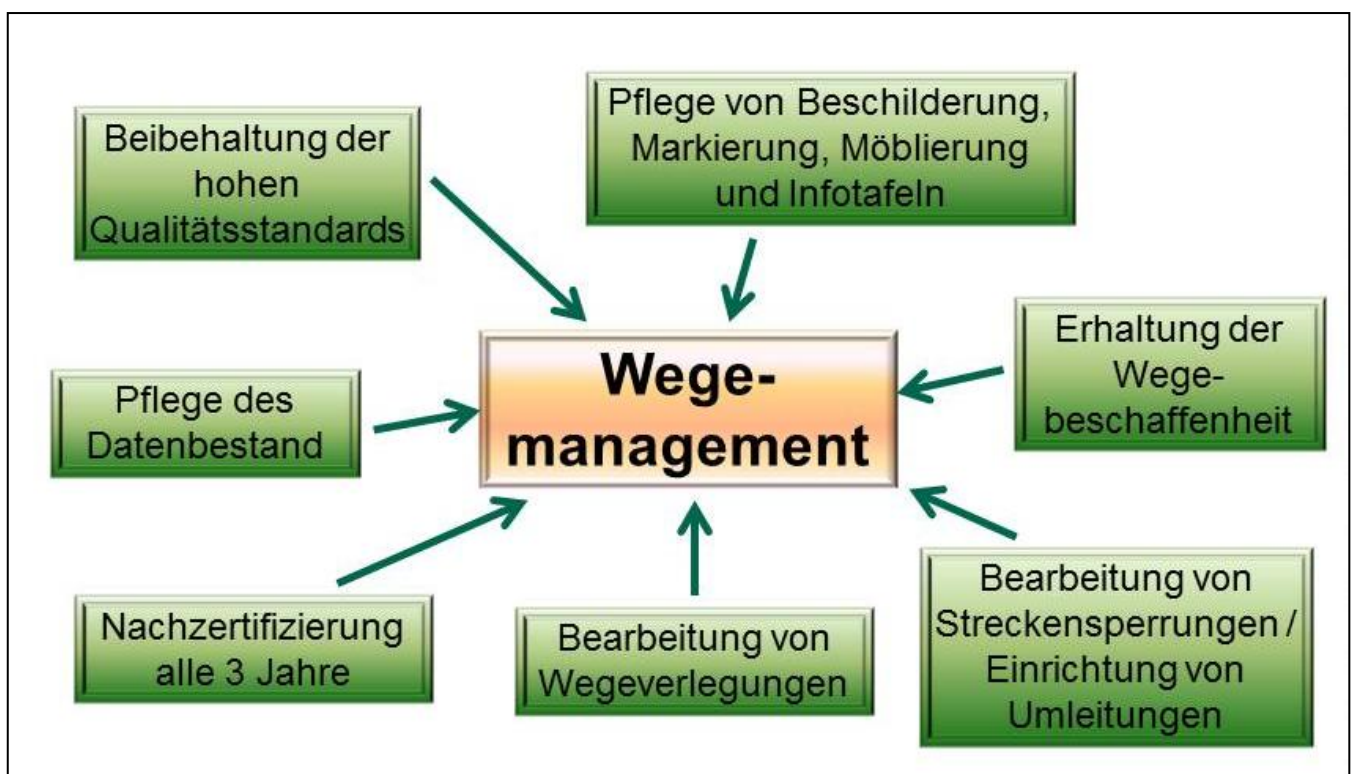 Beibehaltung der
hohen
Qualitätsstandards
Pflege von Beschilderung,
Markierung, Möblierung
und Infotafeln
Wege-
management
Erhaltung der
Wege-
beschaffenheit
Pflege des
Datenbestand
Nachzertifizierung
alle 3 Jahre
Bearbeitung von
Wegeverlegungen
Bearbeitung von
Streckensperrungen /
Einrichtung von
Umleitungen